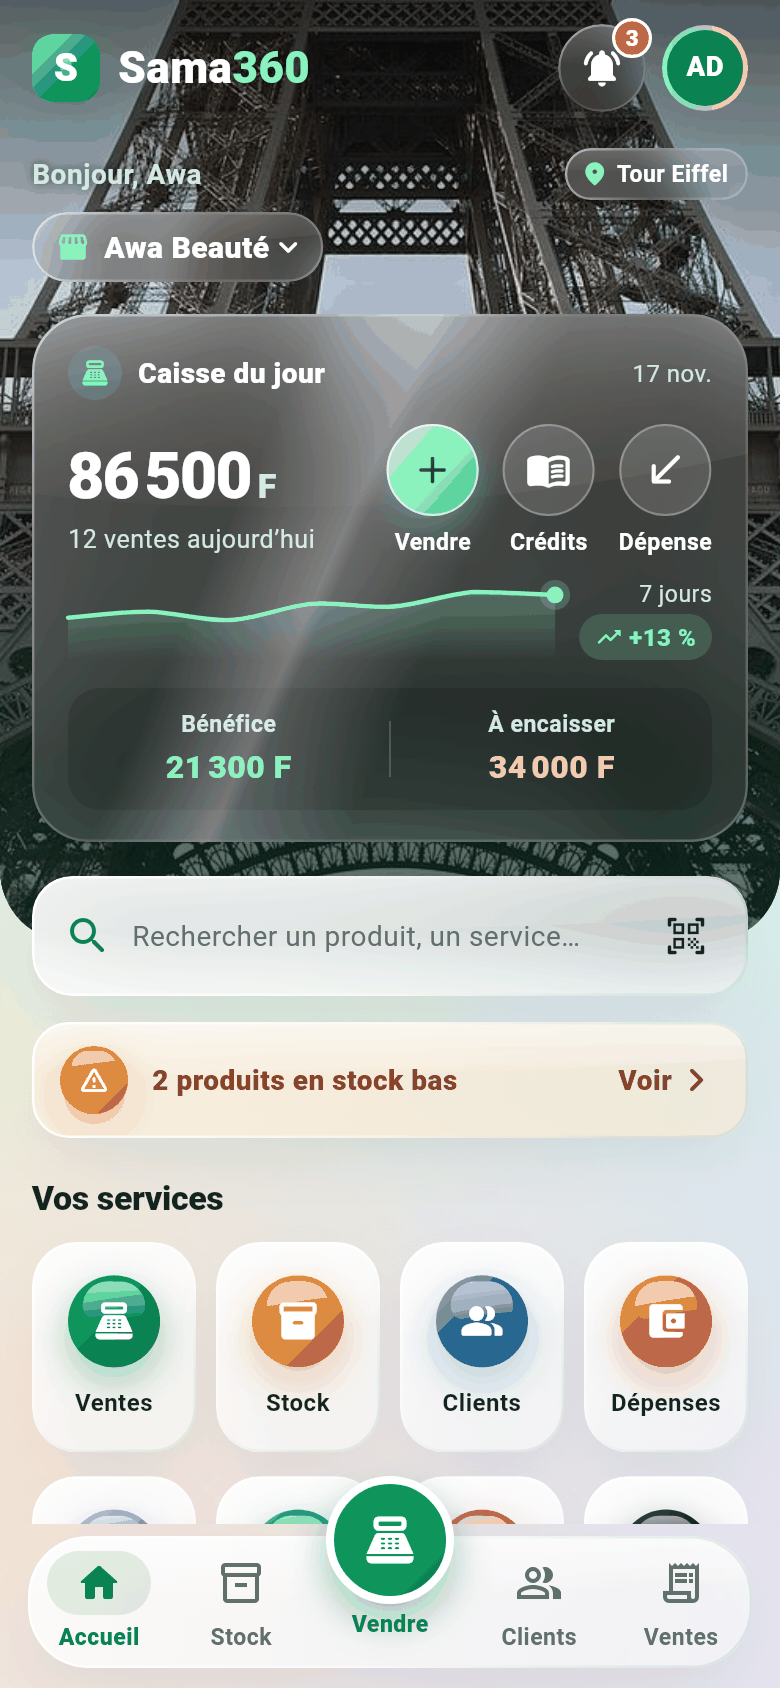 S Sama360 3 AD
Bonjour, Awa
Tour Eiffel
Awa Beauté
Caisse du jour 17 nov.
86 500 F
12 ventes aujourd’hui
Vendre Crédits Dépense
7 jours
+13 %
Bénéfice À encaisser
21 300 F 34 000 F
Rechercher un produit, un service…
2 produits en stock bas Voir
Vos services
Ventes Stock Clients Dépenses
Accueil Stock Vendre Clients Ventes